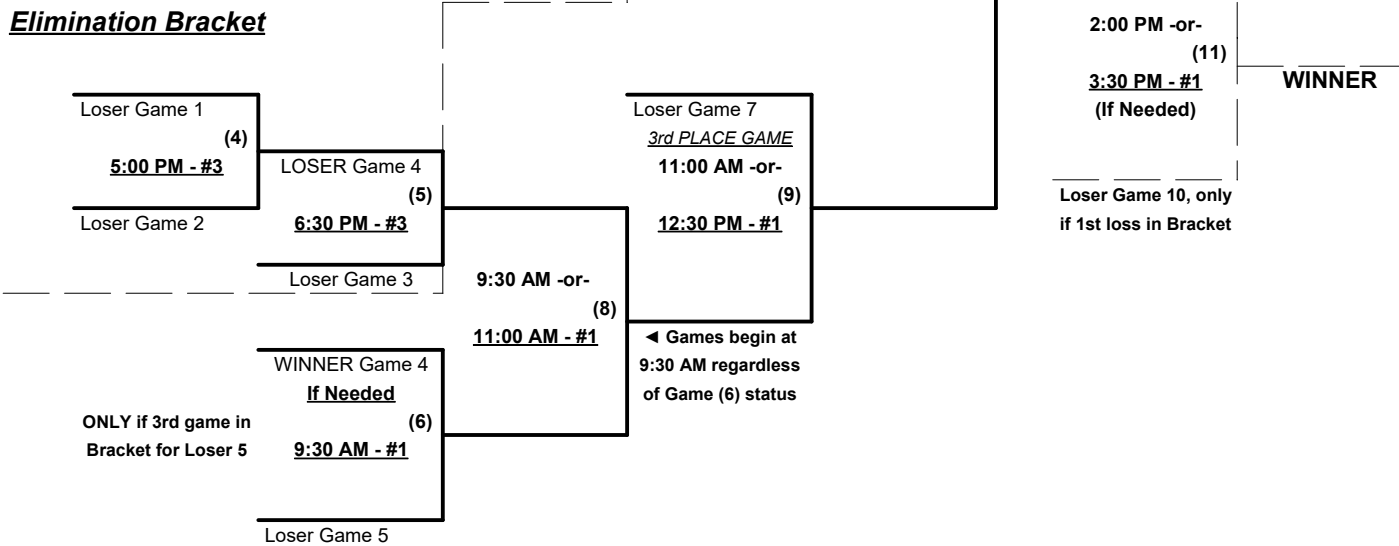 Elimination Bracket
Loser Game 1
(4)
5:00 PM - #3
Loser Game 2
LOSER Game 4
(5)
6:30 PM - #3
Loser Game 3
WINNER Game 4
If Needed
(6)
9:30 AM - #1
ONLY if 3rd game in
Bracket for Loser 5
Loser Game 5
9:30 AM -or-
(8)
11:00 AM - #1
◄ Games begin at
9:30 AM regardless
of Game (6) status
Loser Game 7
3rd PLACE GAME
11:00 AM -or-
(9)
12:30 PM - #1
2:00 PM -or-
(11)
3:30 PM - #1
(If Needed)
WINNER
Loser Game 10, only
if 1st loss in Bracket